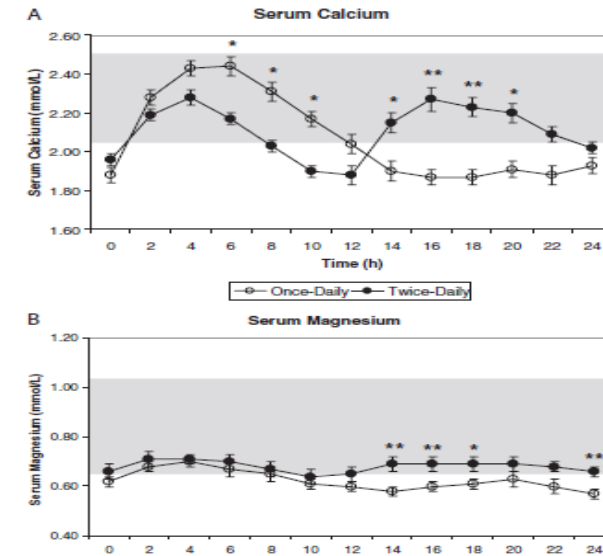 A
Serum Calcium
2.60
2.40
2.20
2.00
1.80
1.60
Serum Calcium (mmol/L)
* * * * ** ** *
0 2 4 6 8 10 12 14 16 18 20 22 24
Time (h)
Once-Daily Twice-Daily
B
Serum Magnesium
1.20
1.00
0.80
0.60
0.40
Serum Magnesium (mmol/L)
** ** * **
0 2 4 6 8 10 12 14 16 18 20 22 24